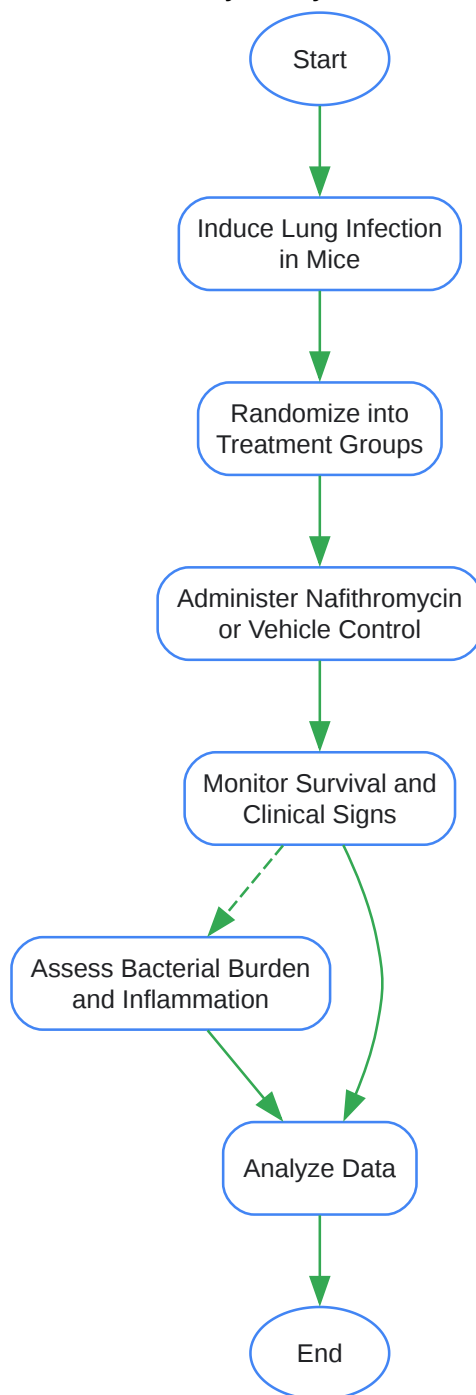 Start
Induce Lung Infection
in Mice
Randomize into
Treatment Groups
Administer Nafithromycin
or Vehicle Control
Monitor Survival and
Clinical Signs
Assess Bacterial Burden
and Inflammation
Analyze Data
End